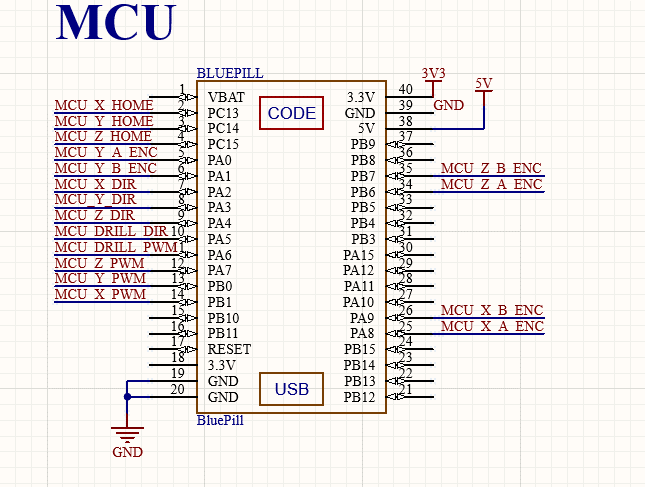 MCU
BLUEPILL
CODE
1 VBAT
MCU_X_HOME 2 PC13
MCU_Y_HOME 3 PC14
MCU_Z_HOME 4 PC15
MCU_Y_A_ENC 5 PA0
MCU_Y_B_ENC 6 PA1
MCU_X_DIR 7 PA2
MCU_Y_DIR 8 PA3
MCU_Z_DIR 9 PA4
MCU_DRILL_DIR 10 PA5
MCU_DRILL_PWM 11 PA6
MCU_Z_PWM 12 PA7
MCU_Y_PWM 13 PB0
MCU_X_PWM 14 PB1
15 PB10
16 PB11
17 RESET
18 3.3V
19 GND
20 GND
GND
3.3V 40 3V3
GND 39 GND
5V 38 5V
PB9 37
PB8 36
PB7 35 MCU_Z_B_ENC
PB6 34 MCU_Z_A_ENC
PB5 33
PB4 32
PB3 31
PA15 30
PA12 29
PA11 28
PA10 27
PA9 26 MCU_X_B_ENC
PA8 25 MCU_X_A_ENC
PB15 24
PB14 23
PB13 22
PB12 21
USB
BluePill